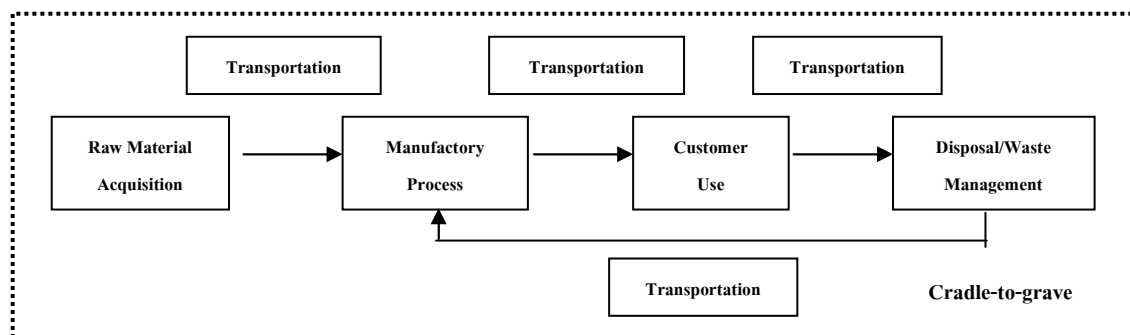 Transportation
Transportation
Transportation
Raw Material
Acquisition
Manufactory
Process
Customer
Use
Disposal/Waste
Management
Transportation
Cradle-to-grave